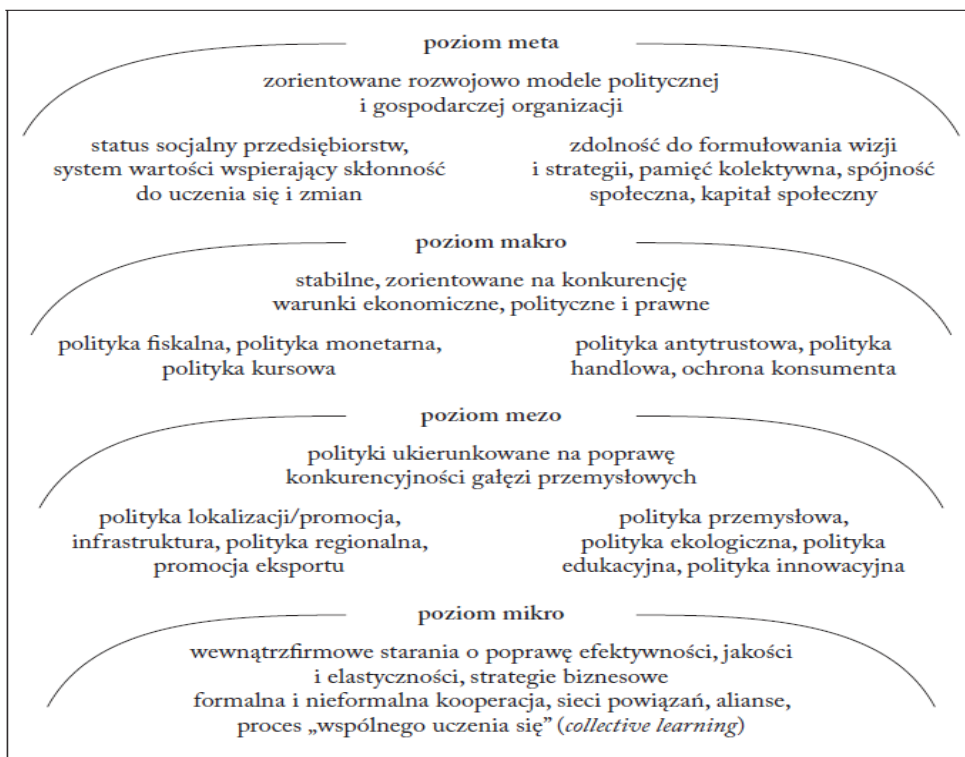 poziom meta
zorientowane rozwojowo modele politycznej
i gospodarczej organizacji
status socjalny przedsiębiorstw,
system wartości wspierający skłonność
do uczenia się i zmian
zdolność do formułowania wizji
i strategii, pamięć kolektywna, spójność
społeczna, kapitał społeczny
poziom makro
stabilne, zorientowane na konkurencję
warunki ekonomiczne, polityczne i prawne
polityka fiskalna, polityka monetarna,
polityka kursowa
polityka antytrustowa, polityka
handlowa, ochrona konsumenta
poziom mezo
polityki ukierunkowane na poprawę
konkurencyjności gałęzi przemysłowych
polityka lokalizacji/promocja,
infrastruktura, polityka regionalna,
promocja eksportu
polityka przemysłowa,
polityka ekologiczna, polityka
edukacyjna, polityka innowacyjna
poziom mikro
wewnątrzfirmowe starania o poprawę efektywności, jakości
i elastyczności, strategie biznesowe
formalna i nieformalna kooperacja, sieci powiązań, alianse,
proces „wspólnego uczenia się” (collective learning)